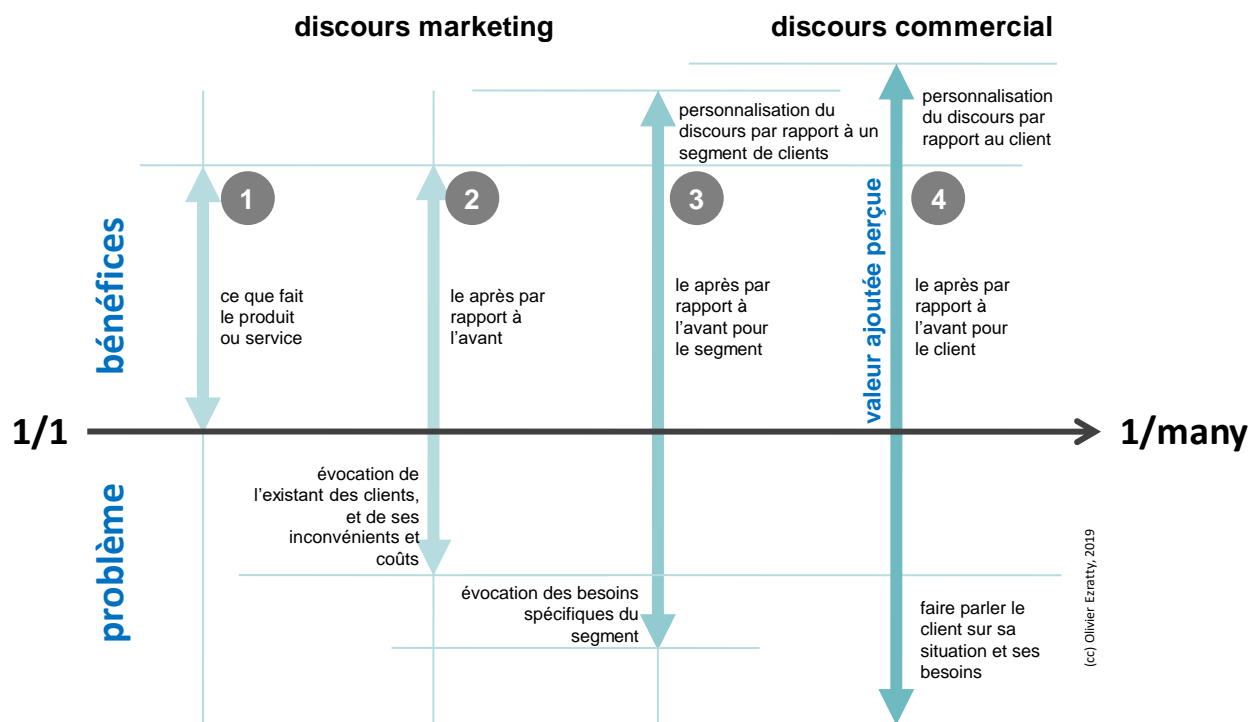 discours marketing
discours commercial
personnalisation du
discours par rapport à un
segment de clients
personnalisation
du discours par
rapport au client
1
2
3
4
bénéfices
ce que fait
le produit
ou service
le après par
rapport à
l’avant
le après par
rapport à
l’avant pour
le segment
valeur ajoutée perçue
le après par
rapport à
l’avant pour
le client
1/1
1/many
problème
évocation de
l’existant des clients,
et de ses
inconvénients et
coûts
évocation des besoins
spécifiques du
segment
faire parler le
client sur sa
situation et ses
besoins
(cc) Olivier Ezratty, 2019